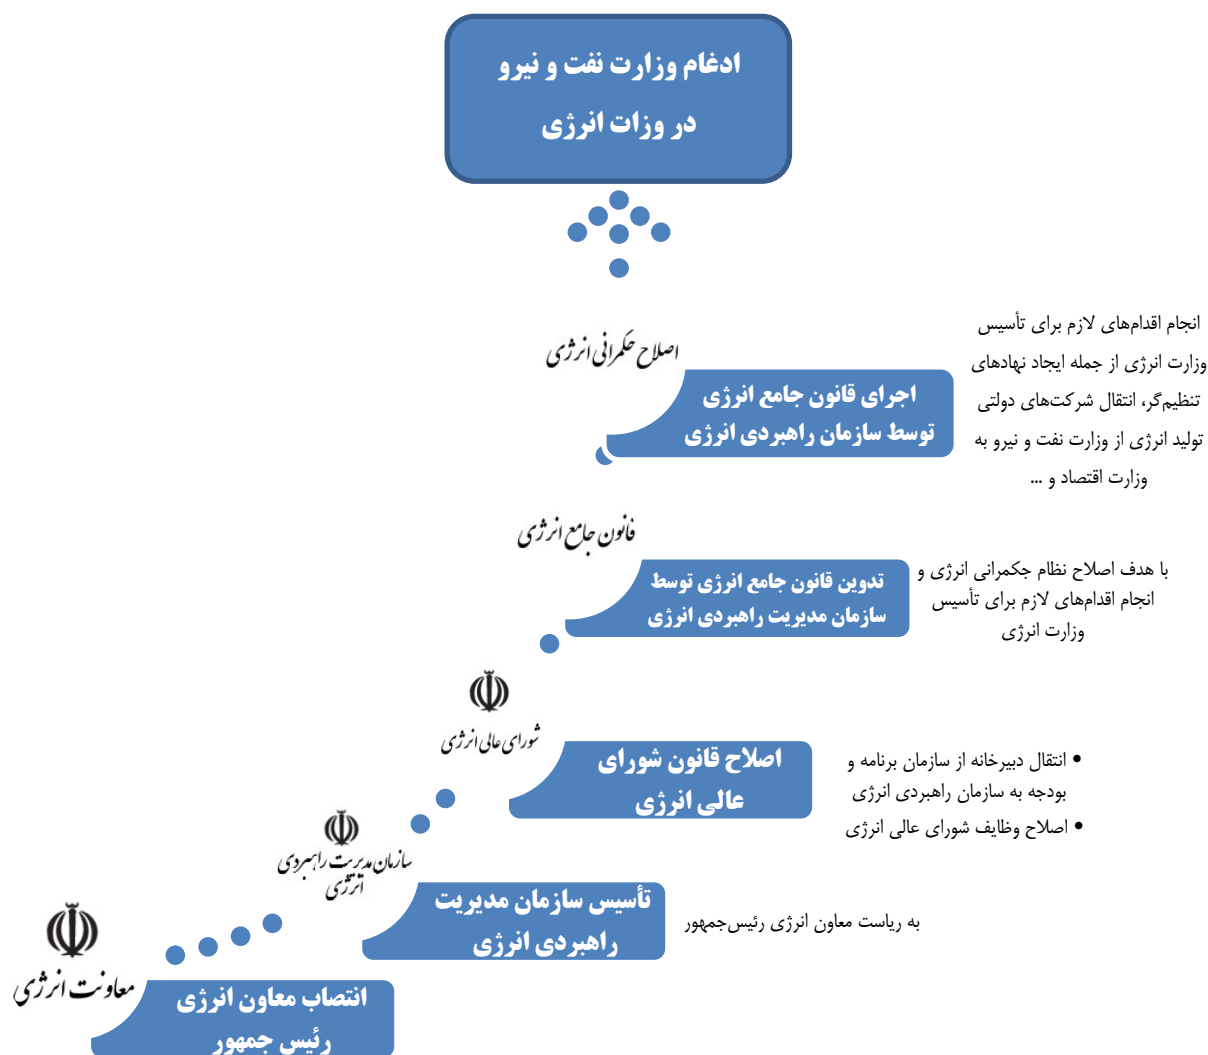 ادغام وزارت نفت و نیرو
در وزات انرژی
اصلاح حکمرانی انرژی
اجرای قانون جامع انرژی
توسط سازمان راهبردی انرژی
انجام اقدام‌های لازم برای تأسیس
وزارت انرژی از جمله ایجاد نهادهای
تنظیم‌گر، انتقال شرکت‌های دولتی
تولید انرژی از وزارت نفت و نیرو به
وزارت اقتصاد و ...
قانون جامع انرژی
تدوین قانون جامع انرژی توسط
سازمان مدیریت راهبردی انرژی
با هدف اصلاح نظام جکمرانی انرژی و
انجام اقدام‌های لازم برای تأسیس
وزارت انرژی
شورای عالی انرژی
اصلاح قانون شورای
عالی انرژی
• انتقال دبیرخانه از سازمان برنامه و
بودجه به سازمان راهبردی انرژی
• اصلاح وظایف شورای عالی انرژی
سازمان مدیریت راهبردی
انرژی
تأسیس سازمان مدیریت
راهبردی انرژی
به ریاست معاون انرژی رئیس‌جمهور
معاونت انرژی
انتصاب معاون انرژی
رئیس جمهور